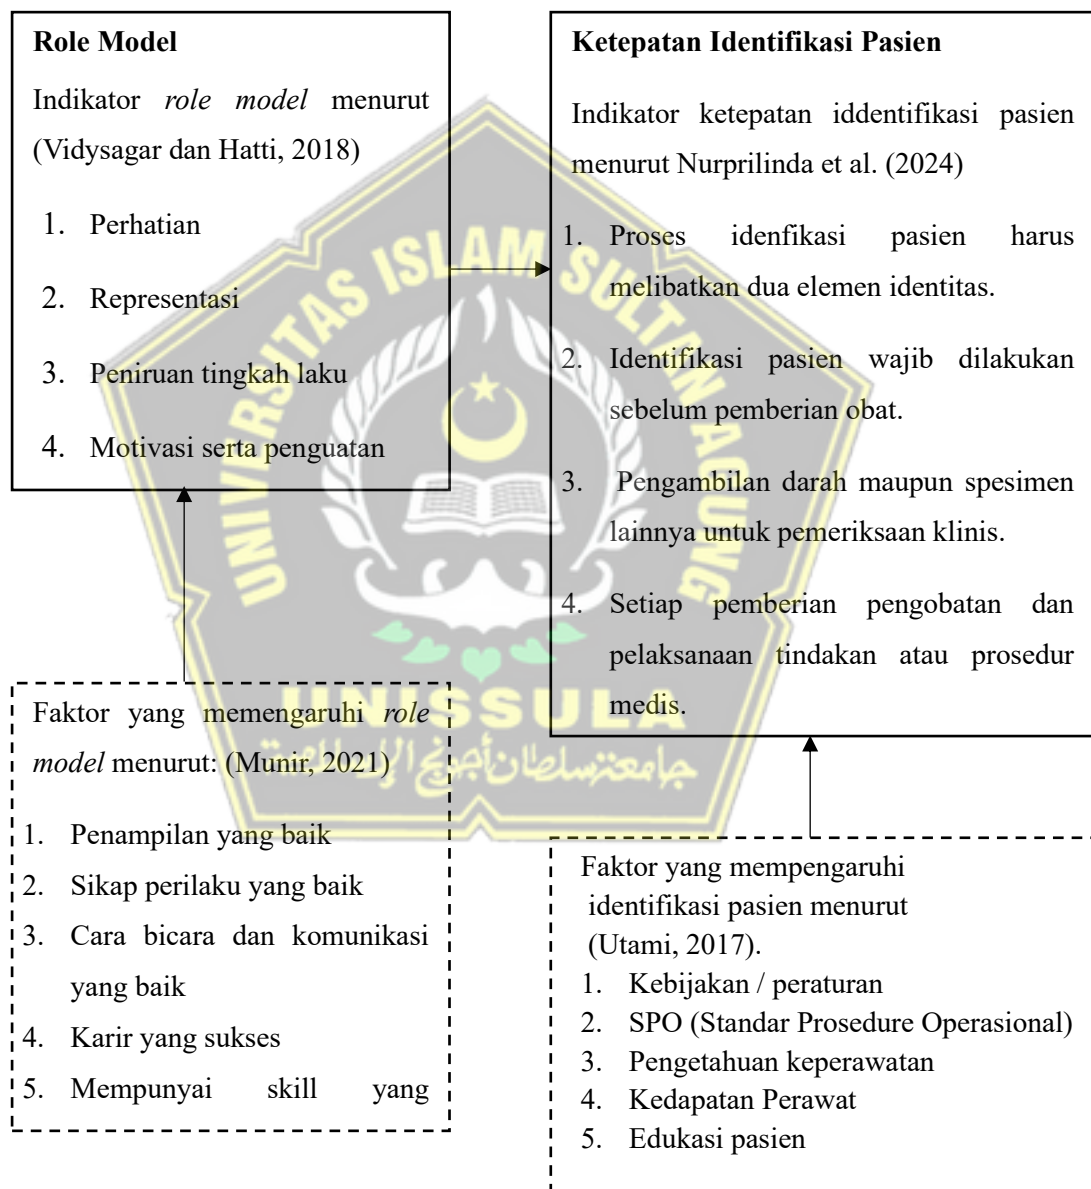 Role Model
Indikator role model menurut
(Vidysagar dan Hatti, 2018)
1. Perhatian
2. Representasi
3. Peniruan tingkah laku
4. Motivasi serta penguatan
Ketepatan Identifikasi Pasien
Indikator ketepatan iddentifikasi pasien
menurut Nurprilinda et al. (2024)
1. Proses idenfikasi pasien harus
melibatkan dua elemen identitas.
2. Identifikasi pasien wajib dilakukan
sebelum pemberian obat.
3. Pengambilan darah maupun spesimen
lainnya untuk pemeriksaan klinis.
4. Setiap pemberian pengobatan dan
pelaksanaan tindakan atau prosedur
medis.
Faktor yang memengaruhi role
model menurut: (Munir, 2021)
1. Penampilan yang baik
2. Sikap perilaku yang baik
3. Cara bicara dan komunikasi
yang baik
4. Karir yang sukses
5. Mempunyai skill yang
Faktor yang mempengaruhi
identifikasi pasien menurut
(Utami, 2017).
1. Kebijakan / peraturan
2. SPO (Standar Prosedure Operasional)
3. Pengetahuan keperawatan
4. Kedapatan Perawat
5. Edukasi pasien
UNIVERSITAS ISLAM SULTAN AGUNG
UNISSULA